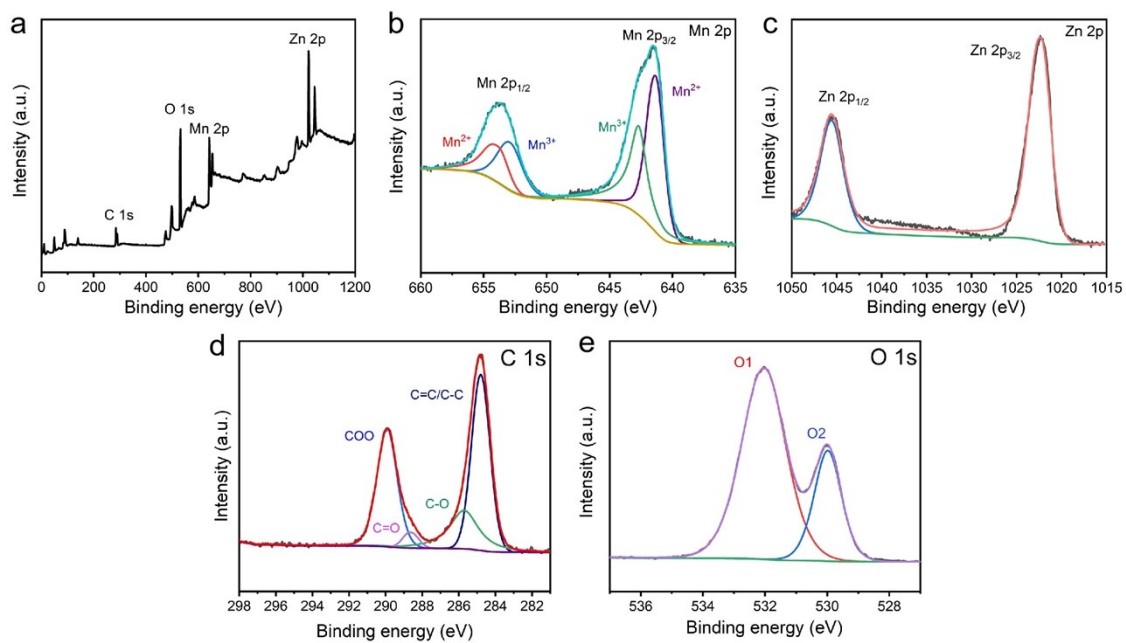 a
Zn 2p
O 1s
Mn 2p
C 1s
Intensity (a.u.)
0 200 400 600 800 1000 1200
Binding energy (eV)
b
Mn 2p3/2 Mn 2p
Mn 2p1/2
Mn2+
Mn3+
Mn2+
Mn3+
Intensity (a.u.)
660 655 650 645 640 635
Binding energy (eV)
c
Zn 2p
Zn 2p3/2
Zn 2p1/2
Intensity (a.u.)
1050 1045 1040 1035 1030 1025 1020 1015
Binding energy (eV)
d
C 1s
C=C/C-C
COO
C-O
C=O
Intensity (a.u.)
298 296 294 292 290 288 286 284 282
Binding energy (eV)
e
O 1s
O1
O2
Intensity (a.u.)
536 534 532 530 528
Binding energy (eV)